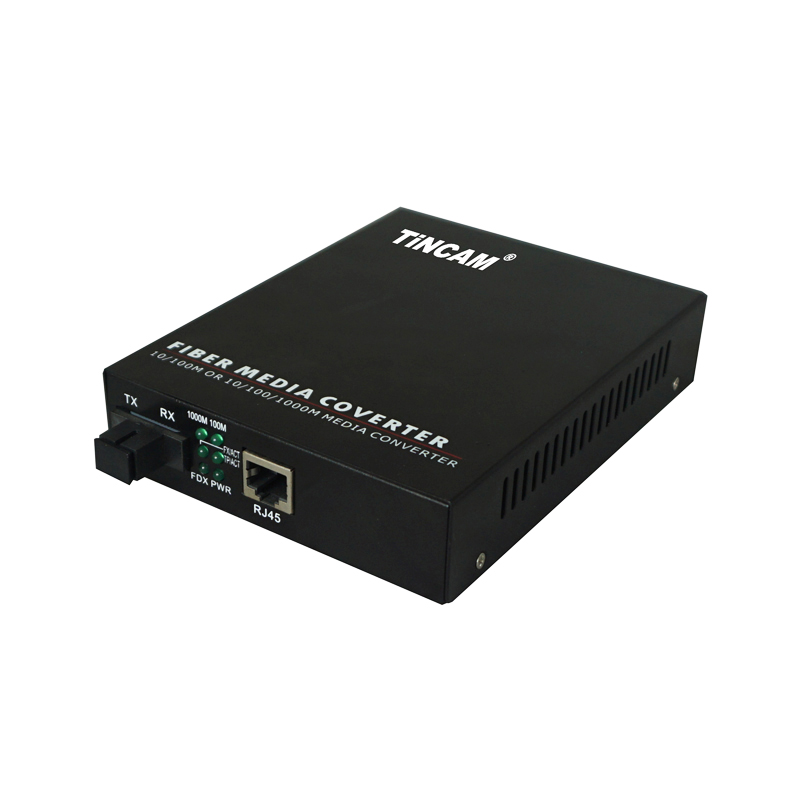 TiNCAM ®
FIBER MEDIA COVERTER
10/100M OR 10/100/1000M MEDIA CONVERTER
TX RX 1000M 100M
FX/ACT
TP/ACT
FDX PWR
RJ45